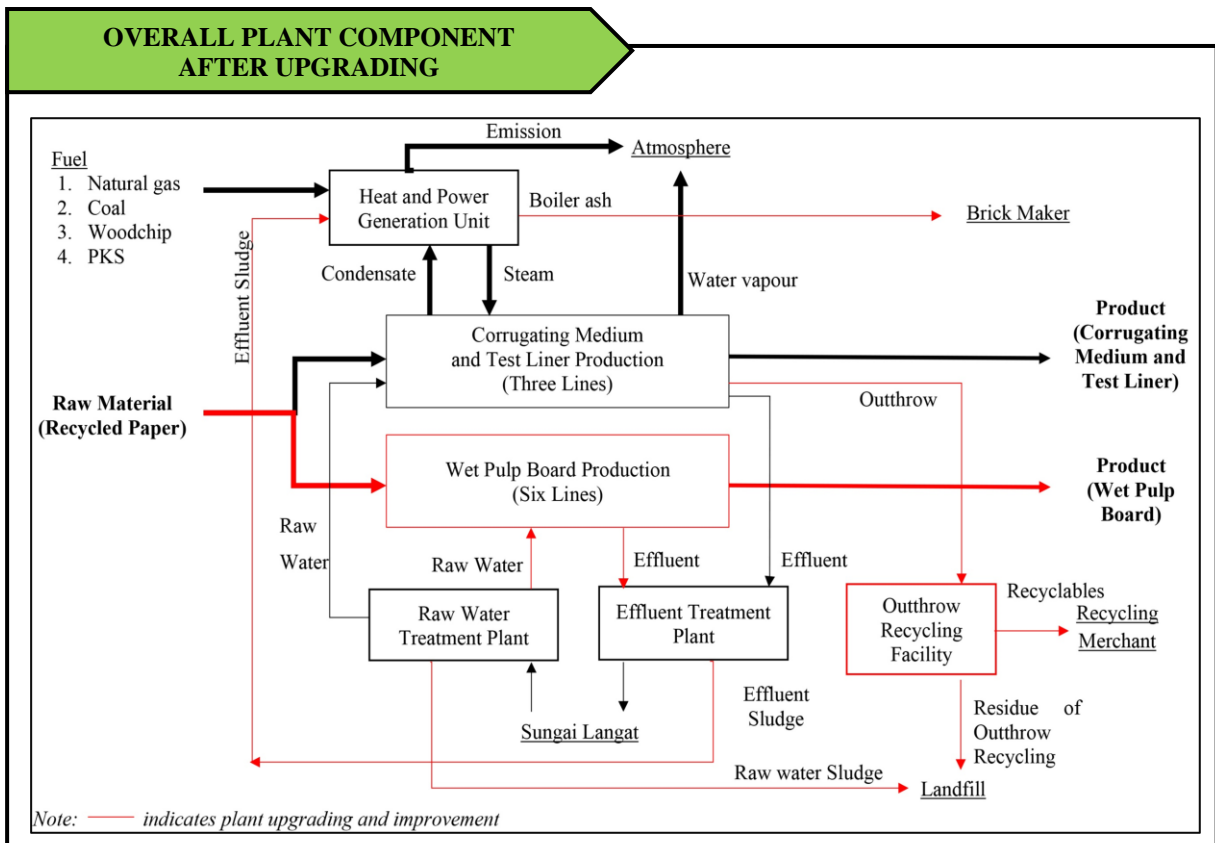 OVERALL PLANT COMPONENT
AFTER UPGRADING
Emission
Atmosphere
Fuel
1. Natural gas
2. Coal
3. Woodchip
4. PKS
Heat and Power
Generation Unit
Boiler ash
Brick Maker
Effluent Sludge
Condensate
Steam
Water vapour
Corrugating Medium
and Test Liner Production
(Three Lines)
Product
(Corrugating
Medium and
Test Liner)
Raw Material
(Recycled Paper)
Outthrow
Wet Pulp Board Production
(Six Lines)
Product
(Wet Pulp
Board)
Raw
Water
Raw Water
Effluent
Effluent
Raw Water
Treatment Plant
Effluent Treatment
Plant
Outthrow
Recycling
Facility
Recyclables
Recycling
Merchant
Effluent
Sludge
Sungai Langat
Residue of
Outthrow
Recycling
Raw water Sludge
Landfill
Note: indicates plant upgrading and improvement